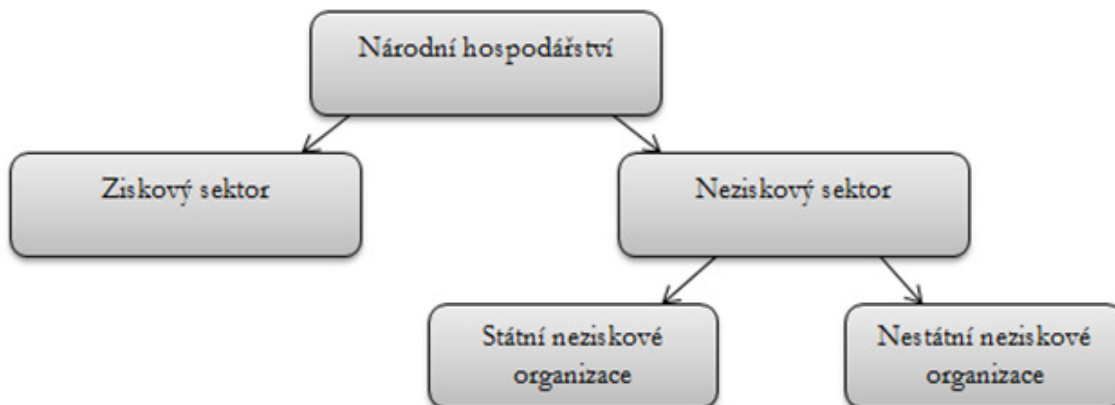 Národní hospodářství
Ziskový sektor
Neziskový sektor
Státní neziskové
organizace
Nestátní neziskové
organizace